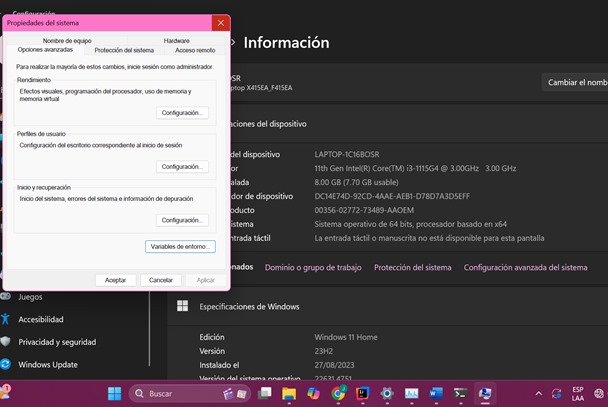 Configuración
Propiedades del sistema
Nombre de equipo
Hardware
Opciones avanzadas
Protección del sistema
Acceso remoto
Para realizar la mayoría de estos cambios, inicie sesión como administrador.
Rendimiento
Efectos visuales, programación del procesador, uso de memoria y
memoria virtual
Configuración...
Perfiles de usuario
Configuración del escritorio correspondiente al inicio de sesión
Configuración...
Inicio y recuperación
Inicio del sistema, errores del sistema e información de depuración
Configuración...
Variables de entorno...
Aceptar
Cancelar
Aplicar
Juegos
Accesibilidad
Privacidad y seguridad
Windows Update
Información
OSR
ptop X415EA_F415EA
Cambiar el nomb
aciones del dispositivo
del dispositivo LAPTOP-1C16BOSR
or 11th Gen Intel(R) Core(TM) i3-1115G4 @ 3.00GHz 3.00 GHz
alada 8.00 GB (7.70 GB usable)
ador de dispositivo DC14E74D-92CD-4AAE-AEB1-D78D7A3D5EFF
oducto 00356-02772-73489-AAOEM
stema Sistema operativo de 64 bits, procesador basado en x64
ntrada táctil La entrada táctil o manuscrita no está disponible para esta pantalla
onados Dominio o grupo de trabajo Protección del sistema Configuración avanzada del sistema
Especificaciones de Windows
Edición Windows 11 Home
Versión 23H2
Instalado el 27/08/2023
Versión del sistema operativo 22631.4751
Buscar
ESP
LAA